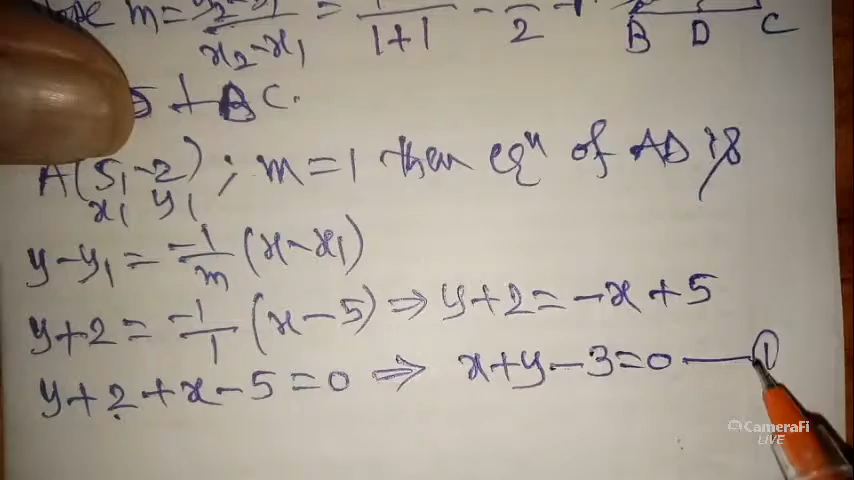 m = y₂-y₁/x₂-x₁ = /1+1 = /2 = 1
B D C
⊥ BC.
A(5, -2) ; m = 1 then eqⁿ of AD is
x₁ y₁
y - y₁ = -1/m (x - x₁)
y + 2 = -1/1 (x - 5) ⇒ y + 2 = -x + 5
y + 2 + x - 5 = 0 ⇒ x + y - 3 = 0 — ①
CameraFi
LIVE